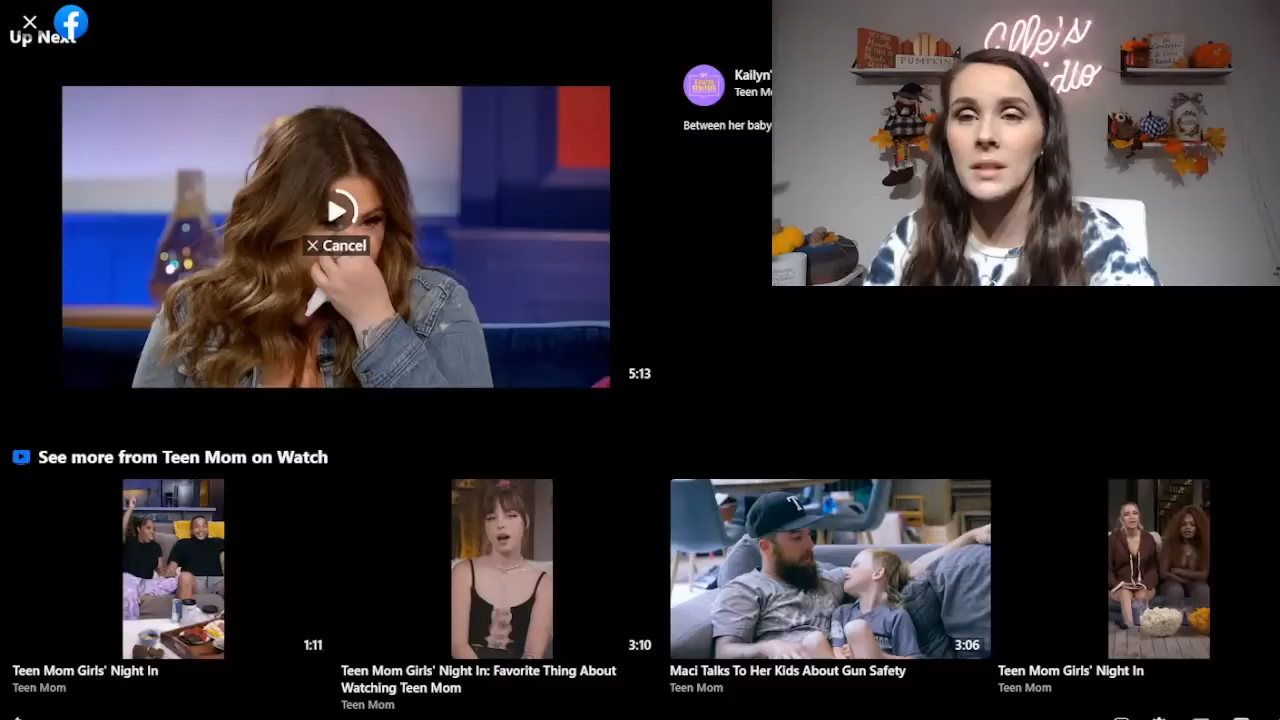 Up Next
Cancel
5:13
Kailyn'
Teen Mo
Between her baby
Elle's
PUMPKIN
See more from Teen Mom on Watch
1:11
3:10
3:06
Teen Mom Girls' Night In
Teen Mom
Teen Mom Girls' Night In: Favorite Thing About
Watching Teen Mom
Teen Mom
Maci Talks To Her Kids About Gun Safety
Teen Mom
Teen Mom Girls' Night In
Teen Mom